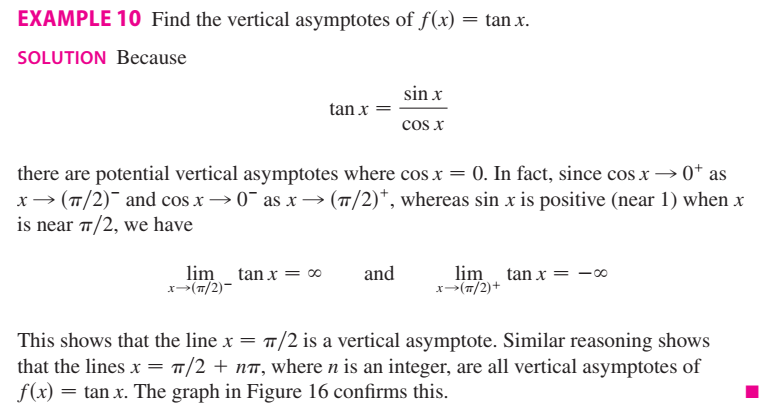 EXAMPLE 10 Find the vertical asymptotes of f(x) = tan x.
SOLUTION Because
tan x = sin x / cos x
there are potential vertical asymptotes where cos x = 0. In fact, since cos x → 0⁺ as
x → (π/2)⁻ and cos x → 0⁻ as x → (π/2)⁺, whereas sin x is positive (near 1) when x
is near π/2, we have
lim x→(π/2)⁻ tan x = ∞ and lim x→(π/2)⁺ tan x = −∞
This shows that the line x = π/2 is a vertical asymptote. Similar reasoning shows
that the lines x = π/2 + nπ, where n is an integer, are all vertical asymptotes of
f(x) = tan x. The graph in Figure 16 confirms this.